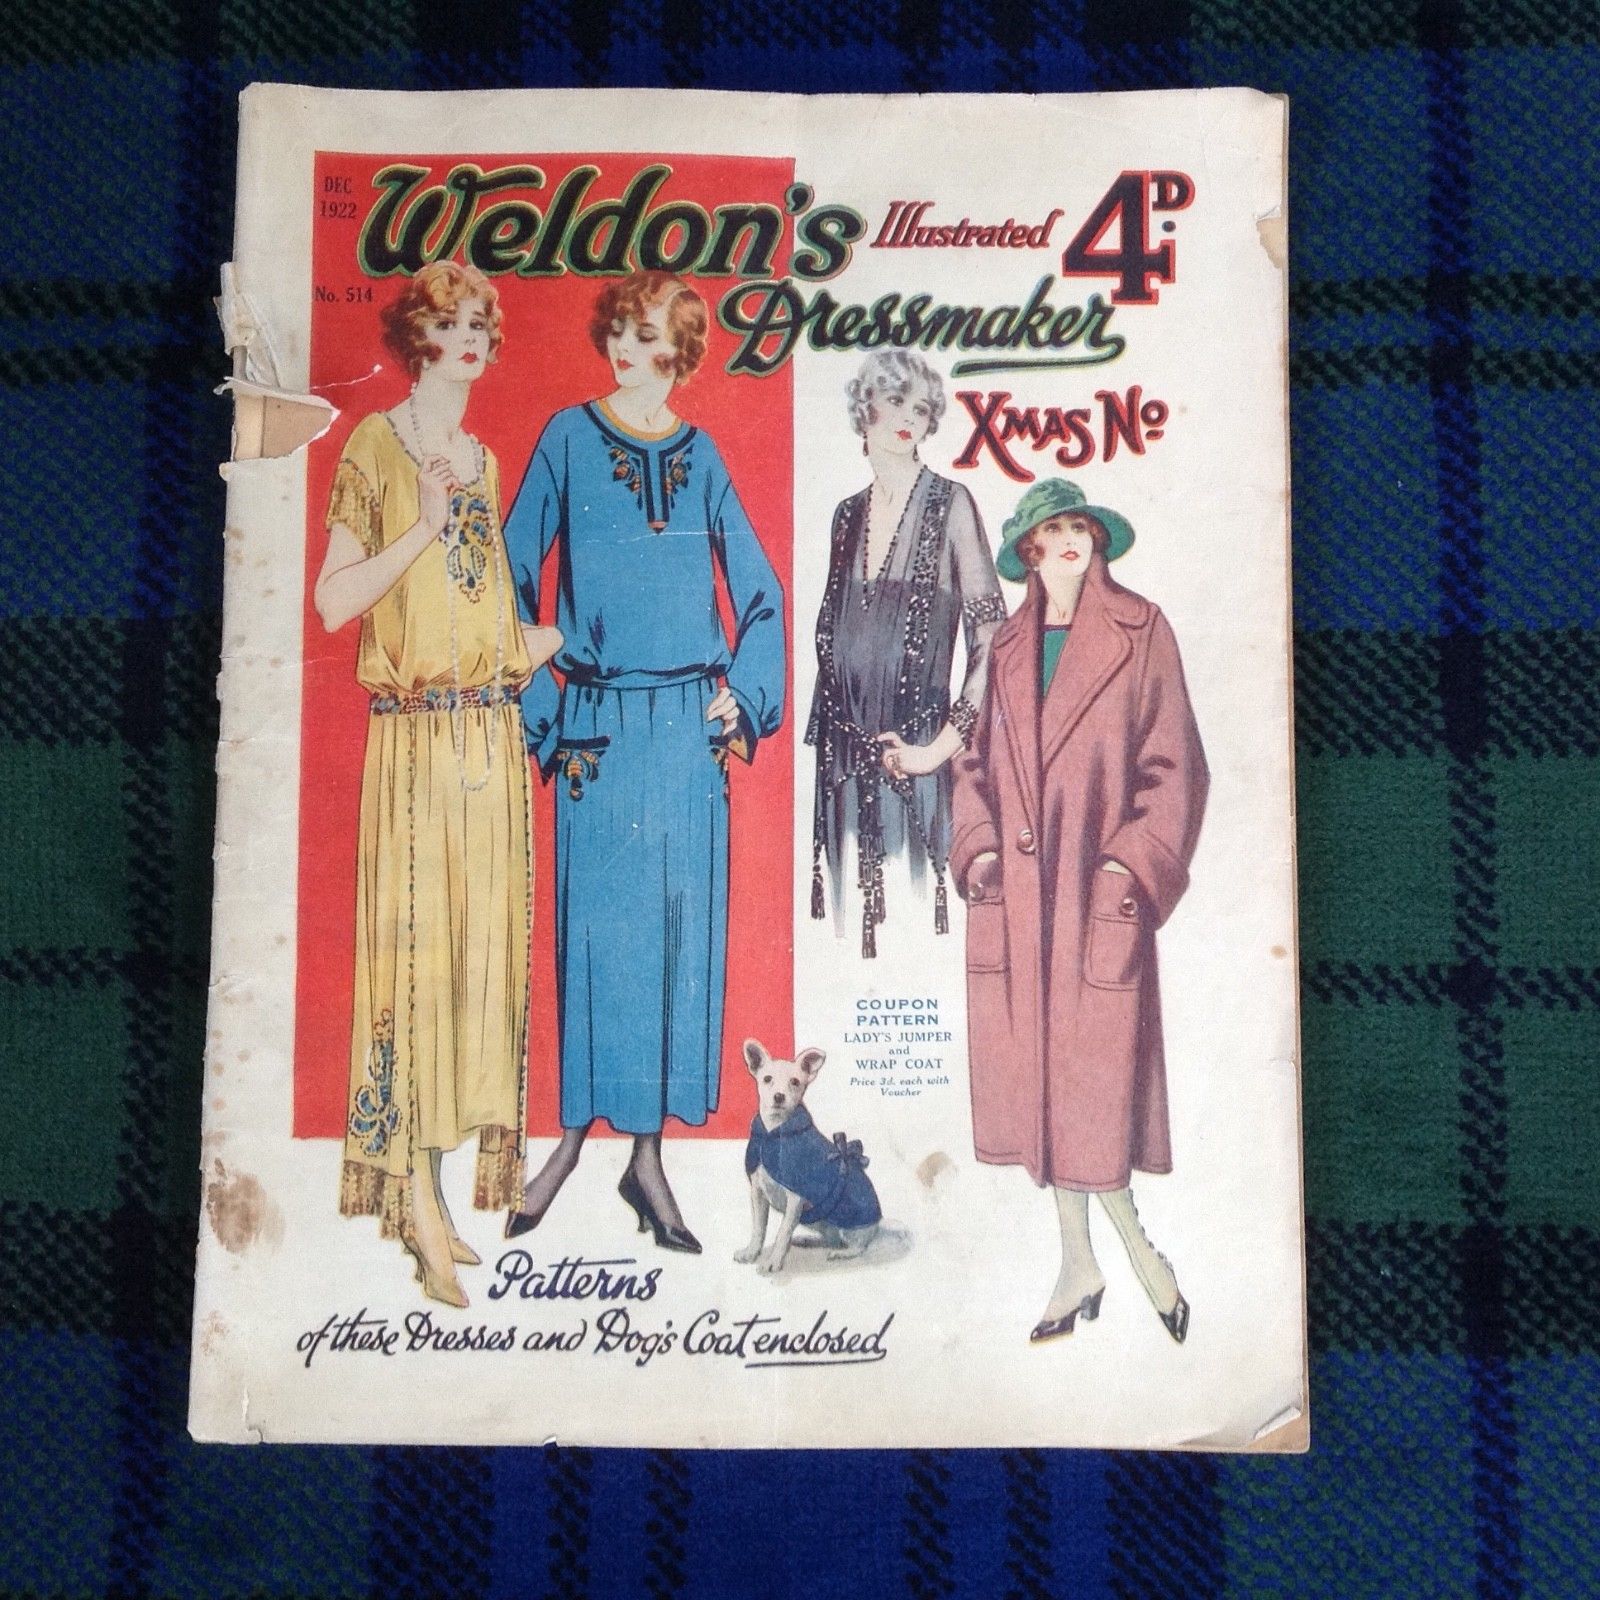 DEC
1922
Weldon's Illustrated 4D.
No. 514
Dressmaker
XMAS No
COUPON
PATTERN
LADY'S JUMPER
and
WRAP COAT
Price 3d. each with
Voucher
Patterns
of these Dresses and Dog's Coat enclosed